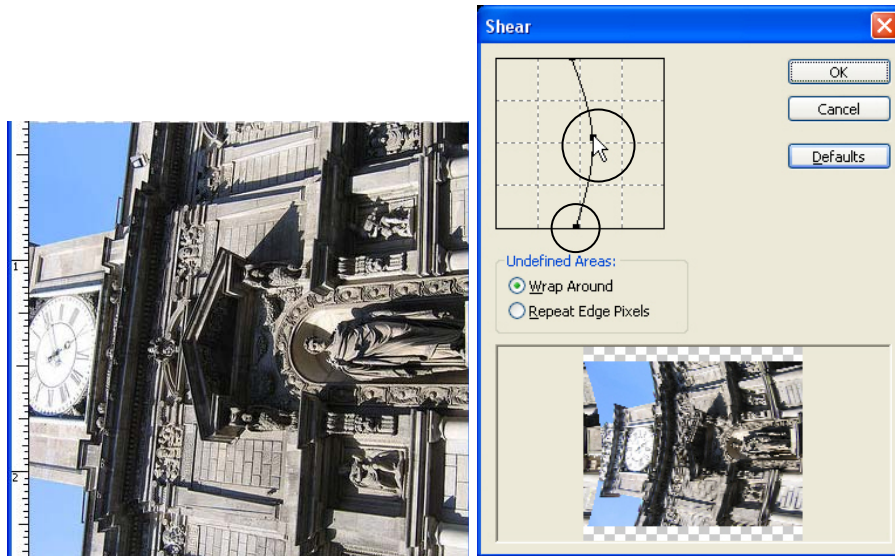 Shear
OK
Cancel
Defaults
Undefined Areas:
Wrap Around
Repeat Edge Pixels
1
2